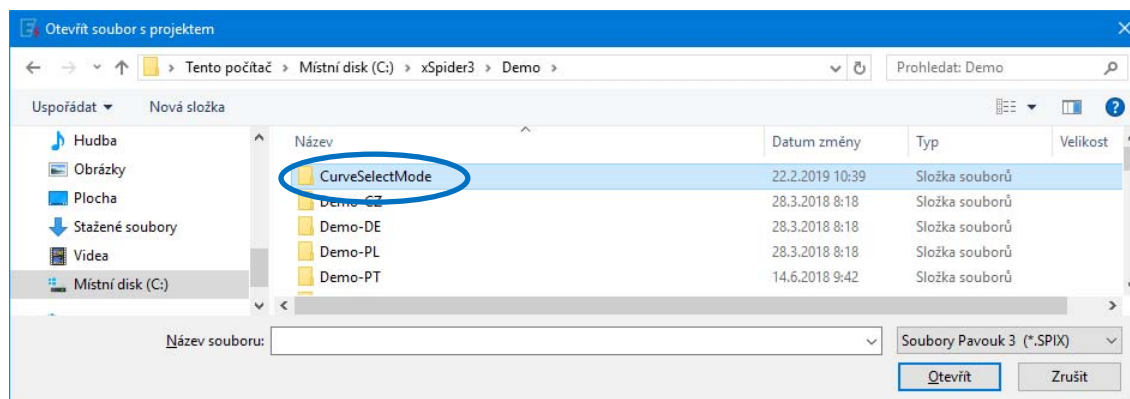 Otevřít soubor s projektem
Tento počítač > Místní disk (C:) > xSpider3 > Demo >
Prohledat: Demo
Uspořádat
Nová složka
Hudba
Obrázky
Plocha
Stažené soubory
Videa
Místní disk (C:)
Název
Datum změny
Typ
Velikost
CurveSelectMode
22.2.2019 10:39
Složka souborů
Demo-CZ
28.3.2018 8:18
Složka souborů
Demo-DE
28.3.2018 8:18
Složka souborů
Demo-PL
28.3.2018 8:18
Složka souborů
Demo-PT
14.6.2018 9:42
Složka souborů
Název souboru:
Soubory Pavouk 3 (*.SPIX)
Otevřít
Zrušit